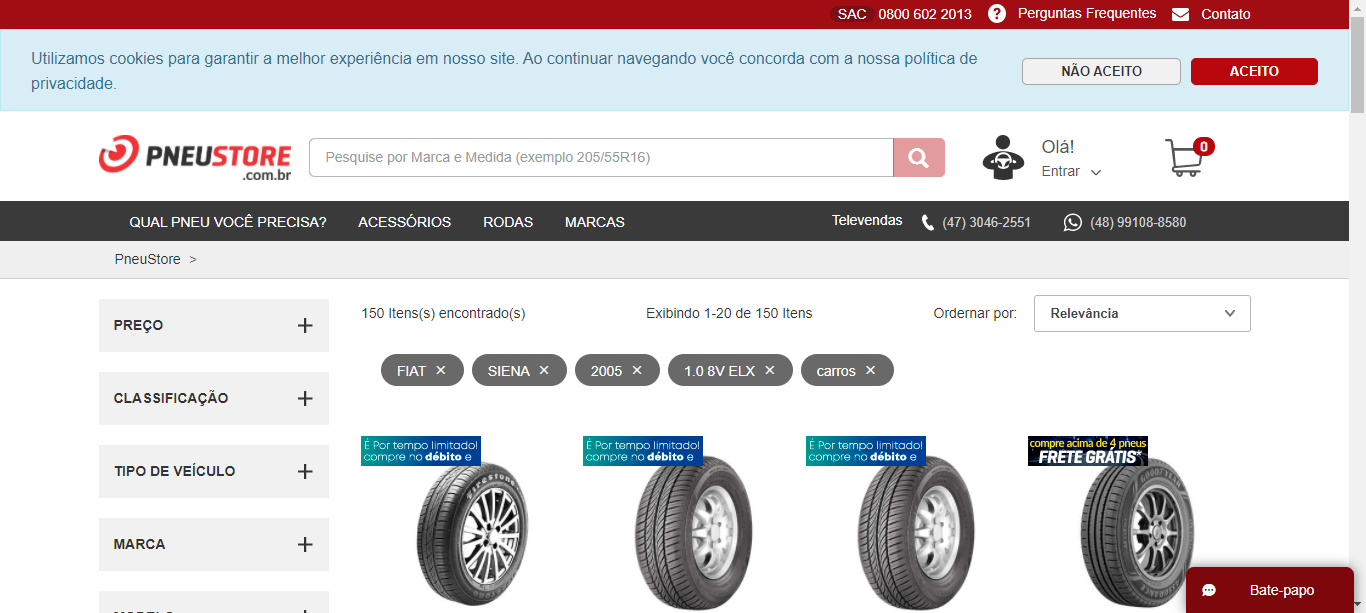 SAC 0800 602 2013 Perguntas Frequentes Contato
Utilizamos cookies para garantir a melhor experiência em nosso site. Ao continuar navegando você concorda com a nossa política de
privacidade.
NÃO ACEITO ACEITO
PNEUSTORE
.com.br
Pesquise por Marca e Medida (exemplo 205/55R16)
Olá!
Entrar
0
QUAL PNEU VOCÊ PRECISA? ACESSÓRIOS RODAS MARCAS Televendas (47) 3046-2551 (48) 99108-8580
PneuStore >
PREÇO
CLASSIFICAÇÃO
TIPO DE VEÍCULO
MARCA
150 Itens(s) encontrado(s) Exibindo 1-20 de 150 Itens Ordernar por: Relevância
FIAT × SIENA × 2005 × 1.0 8V ELX × carros ×
É Por tempo limitado!
compre no débito e
É Por tempo limitado!
compre no débito e
É Por tempo limitado!
compre no débito e
compre acima de 4 pneus
FRETE GRÁTIS*
Firestone
Bate-papo